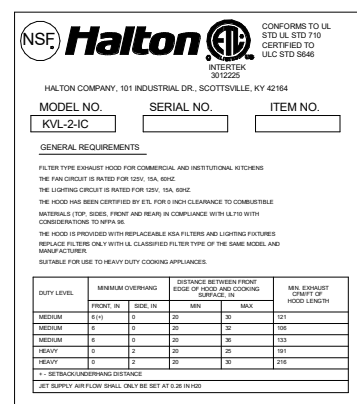 NSF
Halton
ETL
INTERTEK
3012225
CONFORMS TO UL
STD UL STD 710
CERTIFIED TO
ULC STD S646
HALTON COMPANY, 101 INDUSTRIAL DR., SCOTTSVILLE, KY 42164
MODEL NO. SERIAL NO. ITEM NO.
KVL-2-IC
GENERAL REQUIREMENTS
FILTER TYPE EXHAUST HOOD FOR COMMERCIAL AND INSTITUTIONAL KITCHENS
THE FAN CIRCUIT IS RATED FOR 125V, 15A, 60HZ.
THE LIGHTING CIRCUIT IS RATED FOR 125V, 15A, 60HZ.
THE HOOD HAS BEEN CERTIFIED BY ETL FOR 0 INCH CLEARANCE TO COMBUSTIBLE
MATERIALS (TOP, SIDES, FRONT AND REAR) IN COMPLIANCE WITH UL710 WITH
CONSIDERATIONS TO NFPA 96.
THE HOOD IS PROVIDED WITH REPLACEABLE KSA FILTERS AND LIGHTING FIXTURES
REPLACE FILTERS ONLY WITH UL CLASSIFIED FILTER TYPE OF THE SAME MODEL AND
MANUFACTURER.
SUITABLE FOR USE TO HEAVY DUTY COOKING APPLIANCES.
DUTY LEVEL MINIMUM OVERHANG DISTANCE BETWEEN FRONT
EDGE OF HOOD AND COOKING
SURFACE, IN MIN. EXHAUST
CFM/FT OF
HOOD LENGTH
FRONT, IN SIDE, IN MIN MAX
MEDIUM 6 (+) 0 20 30 121
MEDIUM 6 0 20 32 106
MEDIUM 6 0 20 36 133
HEAVY 0 2 20 25 191
HEAVY 0 2 20 30 216
+ - SETBACK/UNDERHANG DISTANCE
JET SUPPLY AIR FLOW SHALL ONLY BE SET AT 0.26 IN H20